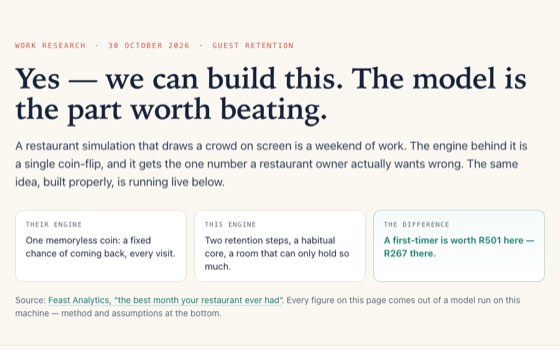 WORK RESEARCH · 30 OCTOBER 2026 · GUEST RETENTION
Yes — we can build this. The model is
the part worth beating.
A restaurant simulation that draws a crowd on screen is a weekend of work. The engine behind it is
a single coin-flip, and it gets the one number a restaurant owner actually wants wrong. The same
idea, built properly, is running live below.
THEIR ENGINE
One memoryless coin: a fixed
chance of coming back, every visit.
THIS ENGINE
Two retention steps, a habitual
core, a room that can only hold so
much.
THE DIFFERENCE
A first-timer is worth R501 here —
R267 there.
Source: Feast Analytics, “the best month your restaurant ever had”. Every figure on this page comes out of a model run on this
machine — method and assumptions at the bottom.